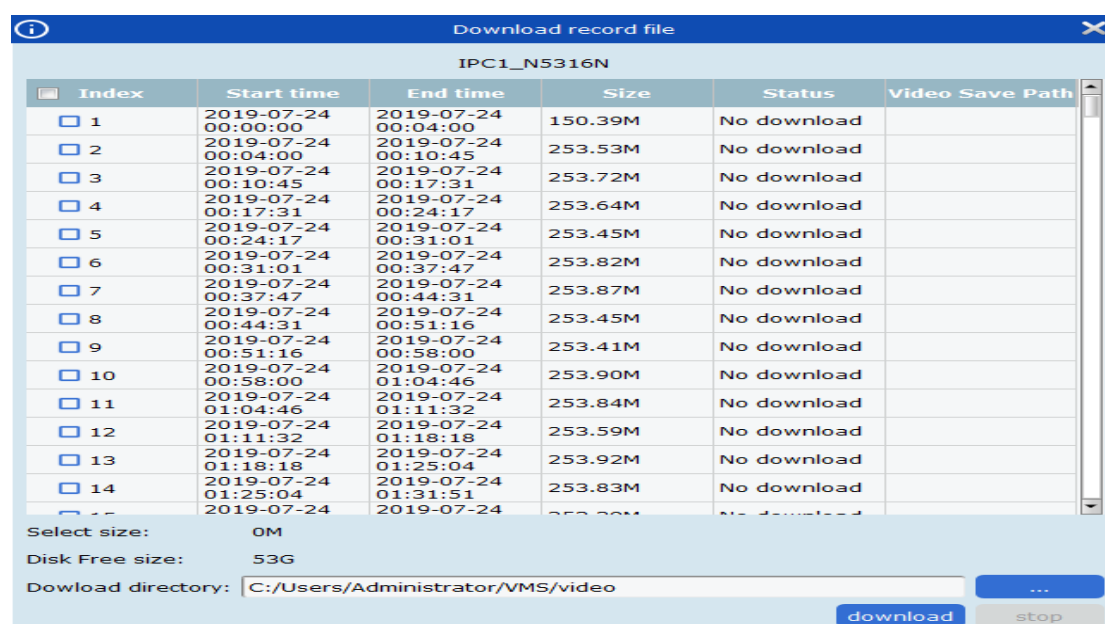 Download record file
IPC1_N5316N
Index Start time End time Size Status Video Save Path
1 2019-07-24 00:00:00 2019-07-24 00:04:00 150.39M No download
2 2019-07-24 00:04:00 2019-07-24 00:10:45 253.53M No download
3 2019-07-24 00:10:45 2019-07-24 00:17:31 253.72M No download
4 2019-07-24 00:17:31 2019-07-24 00:24:17 253.64M No download
5 2019-07-24 00:24:17 2019-07-24 00:31:01 253.45M No download
6 2019-07-24 00:31:01 2019-07-24 00:37:47 253.82M No download
7 2019-07-24 00:37:47 2019-07-24 00:44:31 253.87M No download
8 2019-07-24 00:44:31 2019-07-24 00:51:16 253.45M No download
9 2019-07-24 00:51:16 2019-07-24 00:58:00 253.41M No download
10 2019-07-24 00:58:00 2019-07-24 01:04:46 253.90M No download
11 2019-07-24 01:04:46 2019-07-24 01:11:32 253.84M No download
12 2019-07-24 01:11:32 2019-07-24 01:18:18 253.59M No download
13 2019-07-24 01:18:18 2019-07-24 01:25:04 253.92M No download
14 2019-07-24 01:25:04 2019-07-24 01:31:51 253.83M No download
2019-07-24 2019-07-24
Select size: 0M
Disk Free size: 53G
Dowload directory: C:/Users/Administrator/VMS/video ...
download stop